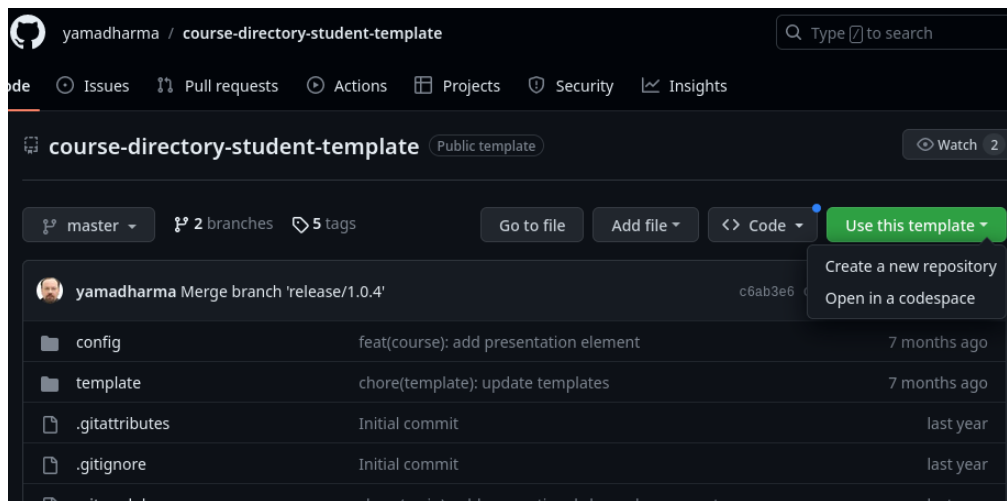 yamadharma / course-directory-student-template
Type / to search
ode Issues Pull requests Actions Projects Security Insights
course-directory-student-template Public template Watch 2
master 2 branches 5 tags Go to file Add file <> Code Use this template
Create a new repository
Open in a codespace
yamadharma Merge branch 'release/1.0.4' c6ab3e6
config feat(course): add presentation element 7 months ago
template chore(template): update templates 7 months ago
.gitattributes Initial commit last year
.gitignore Initial commit last year